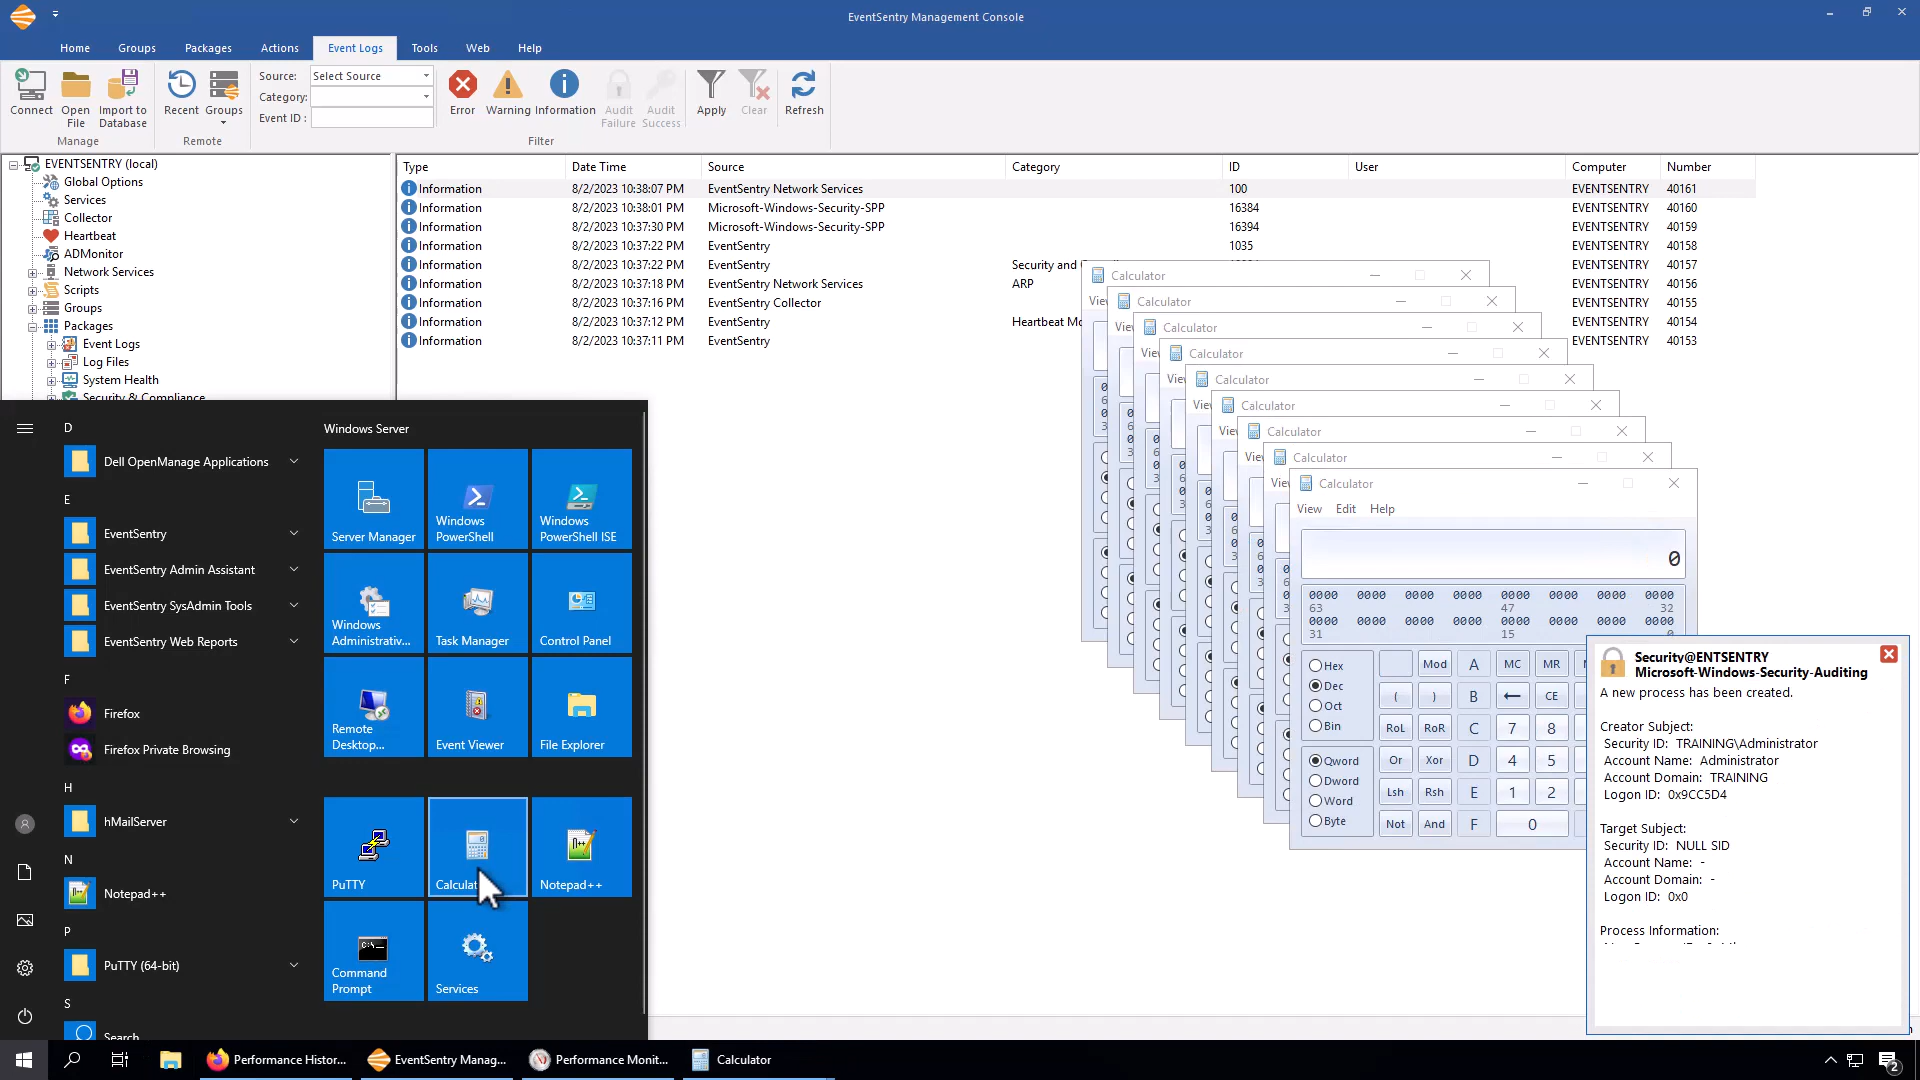 EventSentry Management Console
Home Groups Packages Actions Event Logs Tools Web Help
Connect
Open File
Import to Database
Manage
Recent
Groups
Remote
Source: Select Source
Category:
Event ID :
Error
Warning
Information
Audit Failure
Audit Success
Apply
Clear
Refresh
Filter
EVENTSENTRY (local)
Global Options
Services
Collector
Heartbeat
ADMonitor
Network Services
Scripts
Groups
Packages
Event Logs
Log Files
System Health
Security & Compliance
Type Date Time Source Category ID User Computer Number
Information 8/2/2023 10:38:07 PM EventSentry Network Services 100 EVENTSENTRY 40161
Information 8/2/2023 10:38:01 PM Microsoft-Windows-Security-SPP 16384 EVENTSENTRY 40160
Information 8/2/2023 10:37:30 PM Microsoft-Windows-Security-SPP 16394 EVENTSENTRY 40159
Information 8/2/2023 10:37:22 PM EventSentry 1035 EVENTSENTRY 40158
Information 8/2/2023 10:37:22 PM EventSentry Security and EVENTSENTRY 40157
Information 8/2/2023 10:37:18 PM EventSentry Network Services ARP EVENTSENTRY 40156
Information 8/2/2023 10:37:16 PM EventSentry Collector EVENTSENTRY 40155
Information 8/2/2023 10:37:12 PM EventSentry Heartbeat Mo EVENTSENTRY 40154
Information 8/2/2023 10:37:11 PM EventSentry EVENTSENTRY 40153
Calculator
Calculator
Calculator
Calculator
Calculator
Calculator
Calculator
Calculator
Calculator
View Edit Help
0
0000 0000 0000 0000 0000 0000 0000 0000
63 47 32
0000 0000 0000 0000 0000 0000 0000 0000
31 15 0
Hex Mod A MC MR
Dec ( ) B ← CE
Oct RoL RoR C 7 8
Bin
Qword Or Xor D 4 5
Dword Lsh Rsh E 1 2
Word
Byte Not And F 0
D
Dell OpenManage Applications
E
EventSentry
EventSentry Admin Assistant
EventSentry SysAdmin Tools
EventSentry Web Reports
F
Firefox
Firefox Private Browsing
H
hMailServer
N
Notepad++
P
PuTTY (64-bit)
S
Search
Windows Server
Server Manager
Windows PowerShell
Windows PowerShell ISE
Windows Administrativ...
Task Manager
Control Panel
Remote Desktop...
Event Viewer
File Explorer
PuTTY
Calculat
Notepad++
Command Prompt
Services
Security@ENTSENTRY
Microsoft-Windows-Security-Auditing
A new process has been created.
Creator Subject:
Security ID: TRAINING\Administrator
Account Name: Administrator
Account Domain: TRAINING
Logon ID: 0x9CC5D4
Target Subject:
Security ID: NULL SID
Account Name: -
Account Domain: -
Logon ID: 0x0
Process Information:
Performance Histor...
EventSentry Manag...
Performance Monit...
Calculator
2